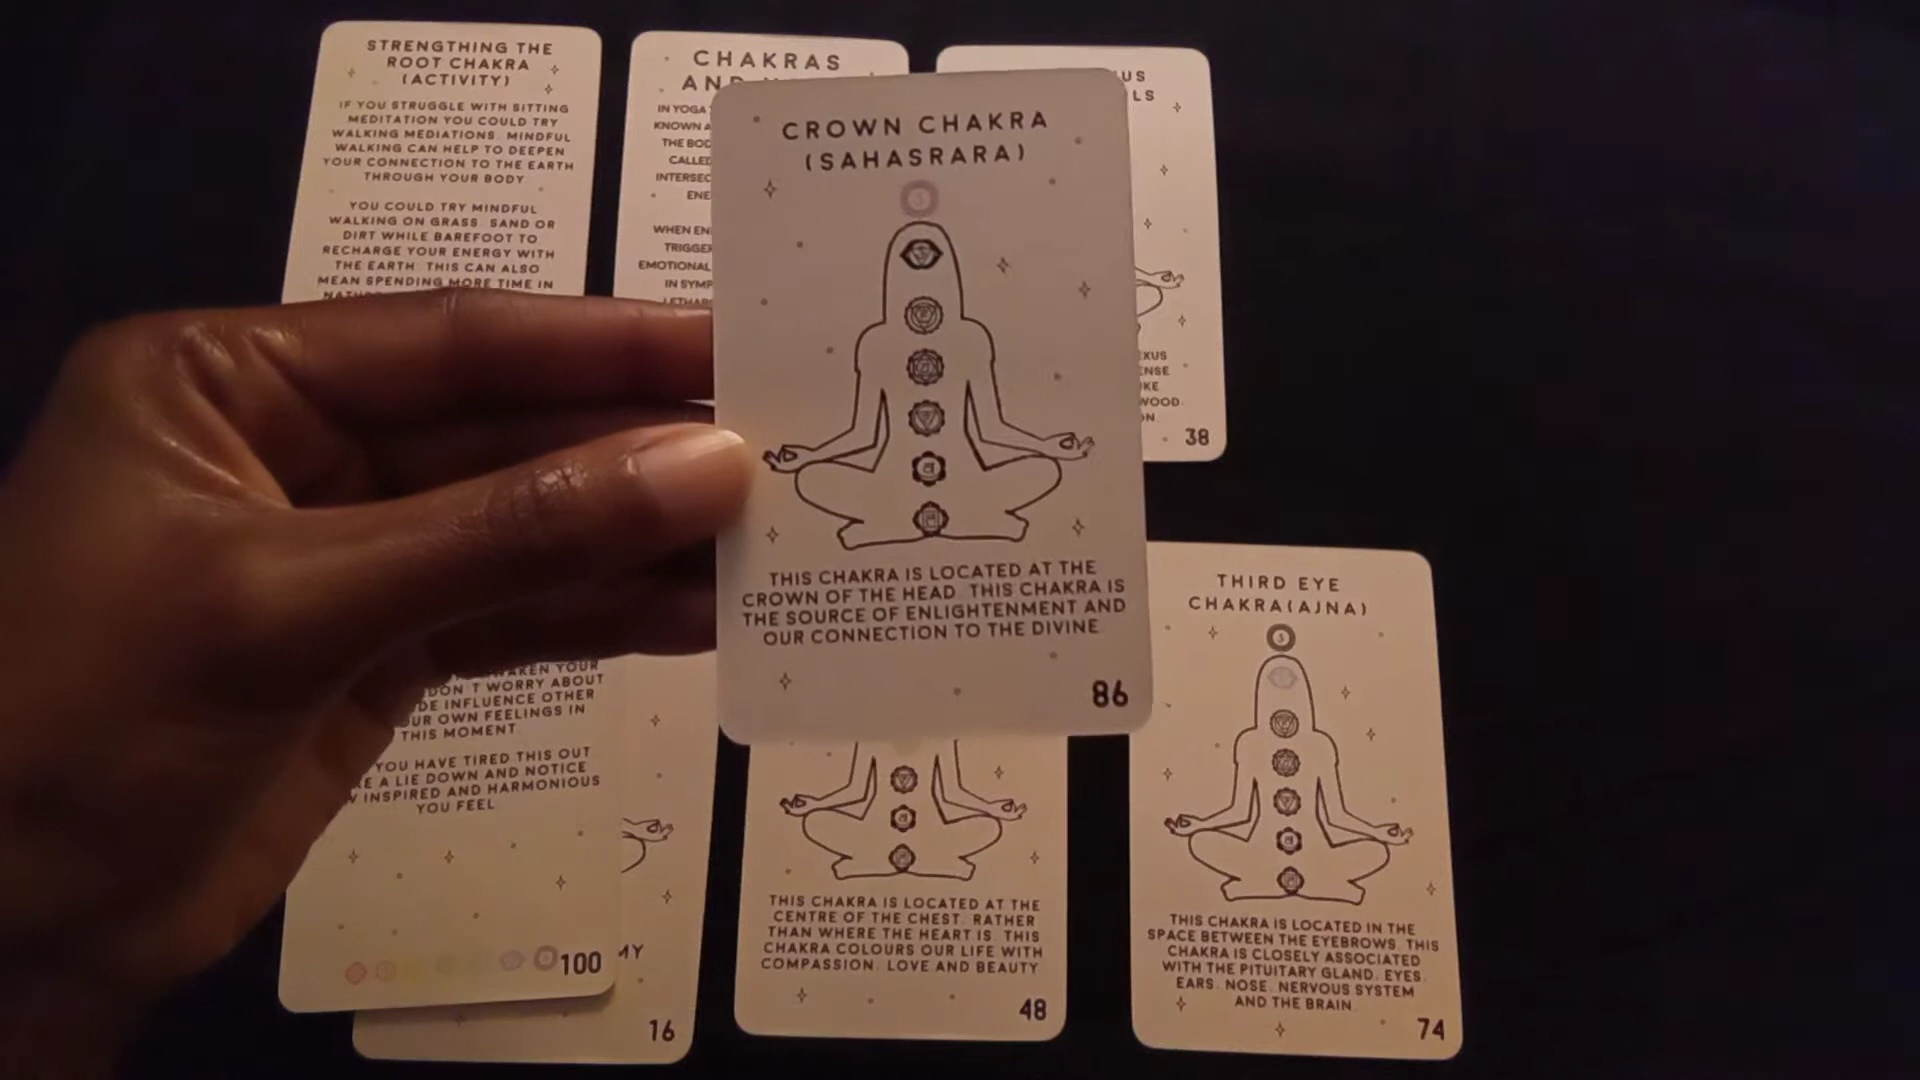 STRENGTHING THE
ROOT CHAKRA
(ACTIVITY)
IF YOU STRUGGLE WITH SITTING
MEDITATION YOU COULD TRY
WALKING MEDIATIONS. MINDFUL
WALKING CAN HELP TO DEEPEN
YOUR CONNECTION TO THE EARTH
THROUGH YOUR BODY
YOU COULD TRY MINDFUL
WALKING ON GRASS, SAND OR
DIRT WHILE BAREFOOT TO
RECHARGE YOUR ENERGY WITH
THE EARTH. THIS CAN ALSO
MEAN SPENDING MORE TIME IN
CHAKRAS
IN YOGA
KNOWN
THE
CALLED
WHEN
EMOTIONAL
IN
38
CROWN CHAKRA
(SAHASRARA)
THIS CHAKRA IS LOCATED AT THE
CROWN OF THE HEAD. THIS CHAKRA IS
THE SOURCE OF ENLIGHTENMENT AND
OUR CONNECTION TO THE DIVINE
86
YOUR
DON'T WORRY ABOUT
INFLUENCE OTHER
OWN FEELINGS IN
THIS MOMENT.
YOU HAVE TIRED THIS OUT
A LIE DOWN AND NOTICE
INSPIRED AND HARMONIOUS
YOU FEEL
100
16
THIS CHAKRA IS LOCATED AT THE
CENTRE OF THE CHEST. RATHER
THAN WHERE THE HEART IS. THIS
CHAKRA COLOURS OUR LIFE WITH
COMPASSION, LOVE AND BEAUTY
48
THIRD EYE
CHAKRA(AJNA)
THIS CHAKRA IS LOCATED IN THE
SPACE BETWEEN THE EYEBROWS. THIS
CHAKRA IS CLOSELY ASSOCIATED
WITH THE PITUITARY GLAND, EYES,
EARS, NOSE, NERVOUS SYSTEM
AND THE BRAIN
74